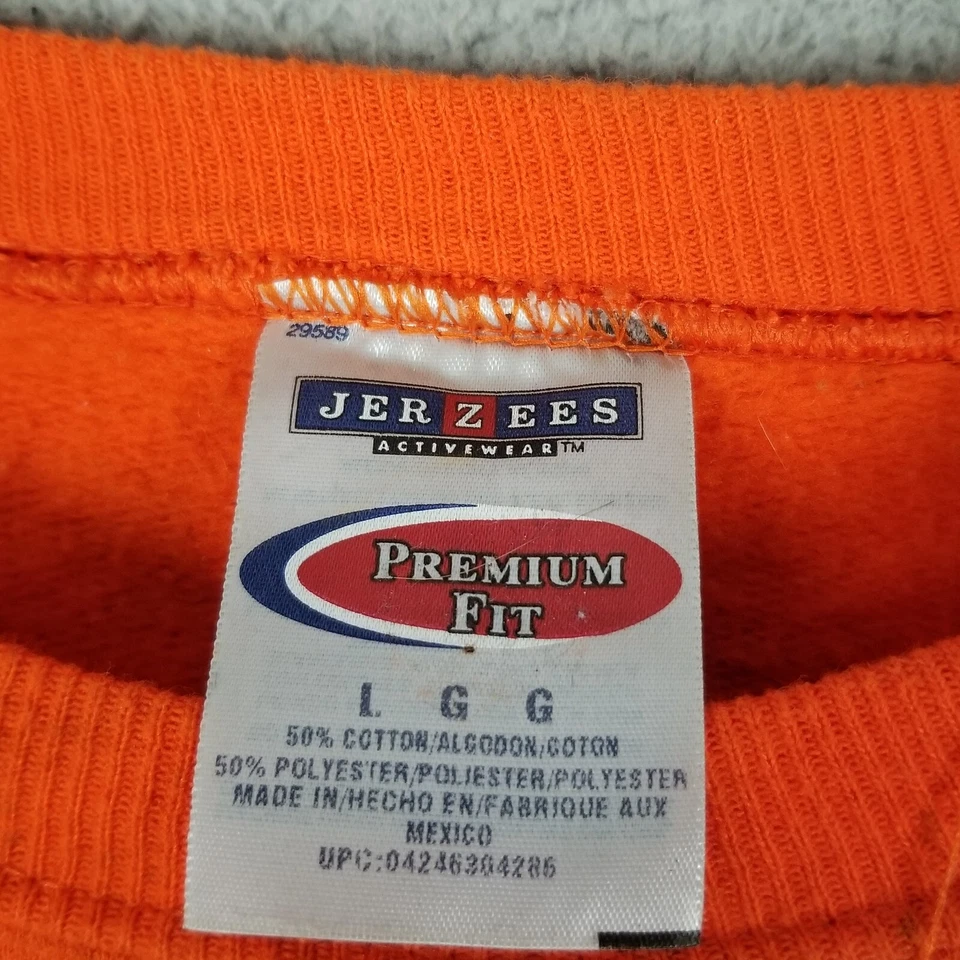 29589
JERZEES
ACTIVEWEAR™
PREMIUM
FIT
L G G
50% COTTON/ALGODON/COTON
50% POLYESTER/POLIESTER/POLYESTER
MADE IN/HECHO EN/FABRIQUE AUX
MEXICO
UPC:04246304286